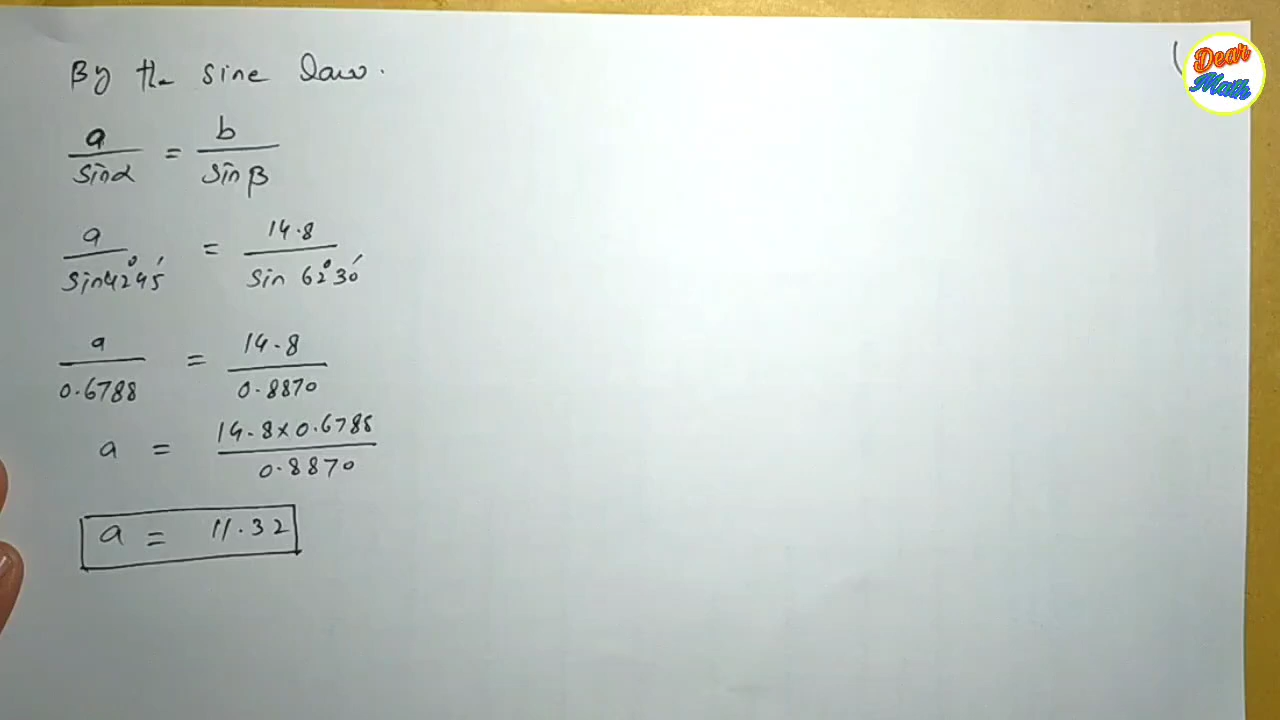 By the sine law.
a/sinα = b/sinβ
a/sin42°45′ = 14.8/sin 62°30′
a/0.6788 = 14.8/0.8870
a = 14.8×0.6788/0.8870
a = 11.32
Dear
Math